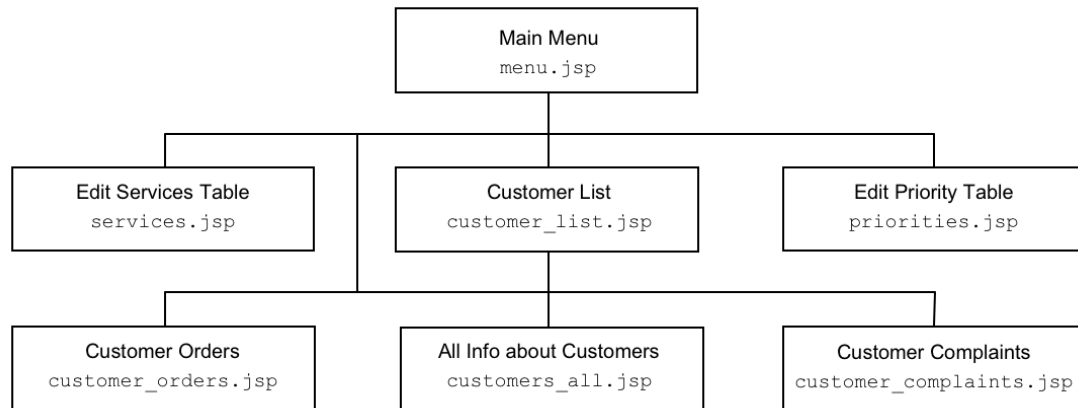 Main Menu
menu.jsp
Edit Services Table
services.jsp
Customer List
customer_list.jsp
Edit Priority Table
priorities.jsp
Customer Orders
customer_orders.jsp
All Info about Customers
customers_all.jsp
Customer Complaints
customer_complaints.jsp